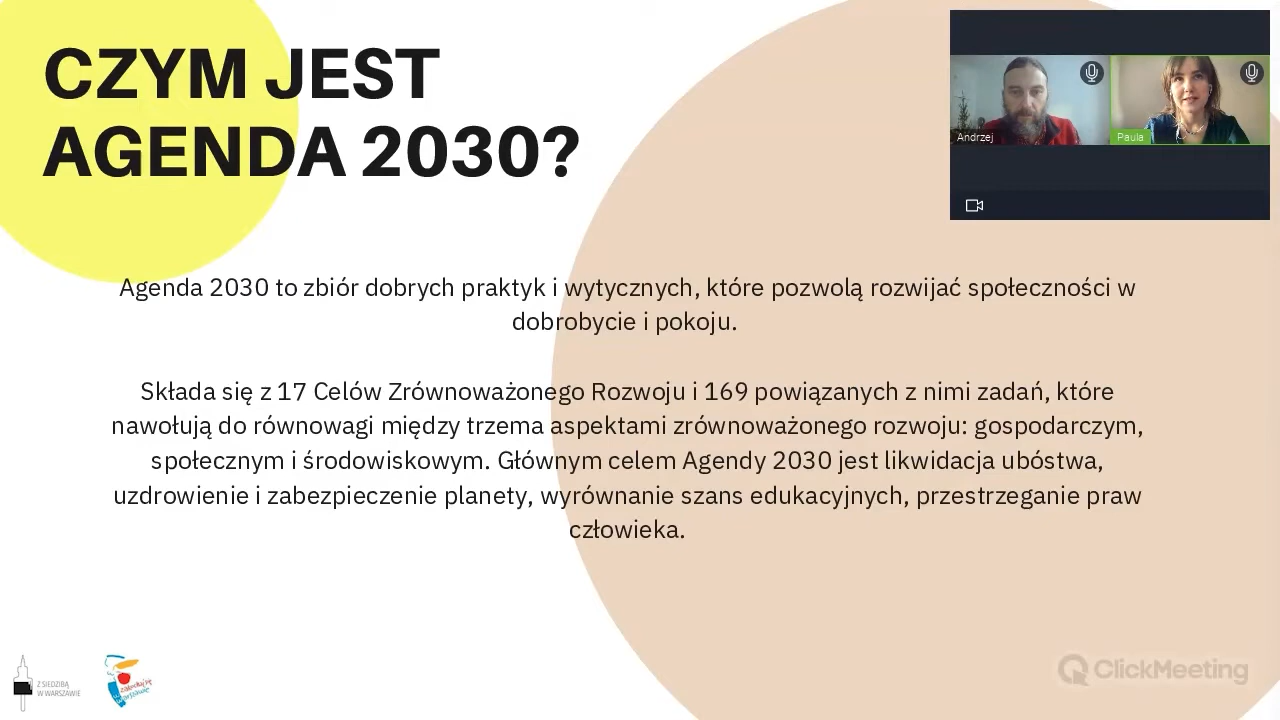 CZYM JEST
AGENDA 2030?
Andrzej
Paula
Agenda 2030 to zbiór dobrych praktyk i wytycznych, które pozwolą rozwijać społeczności w
dobrobycie i pokoju.
Składa się z 17 Celów Zrównoważonego Rozwoju i 169 powiązanych z nimi zadań, które
nawołują do równowagi między trzema aspektami zrównoważonego rozwoju: gospodarczym,
społecznym i środowiskowym. Głównym celem Agendy 2030 jest likwidacja ubóstwa,
uzdrowienie i zabezpieczenie planety, wyrównanie szans edukacyjnych, przestrzeganie praw
człowieka.
Z SIEDZIBĄ
W WARSZAWIE
zakochaj się
w Warszawie
ClickMeeting